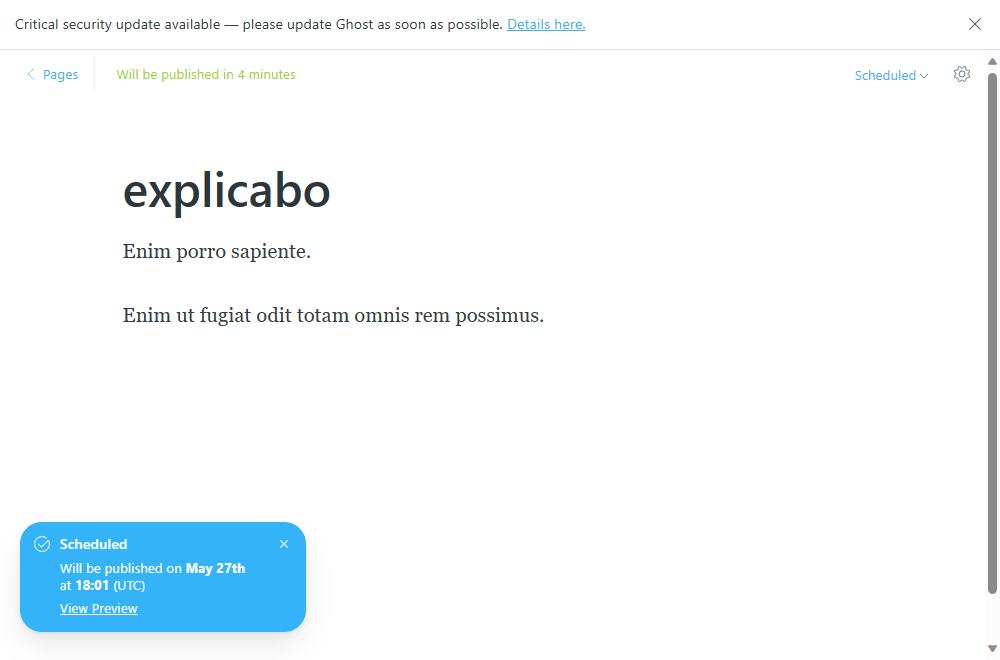 Critical security update available — please update Ghost as soon as possible. Details here.
Pages
Will be published in 4 minutes
Scheduled
explicabo
Enim porro sapiente.
Enim ut fugiat odit totam omnis rem possimus.
Scheduled
Will be published on May 27th
at 18:01 (UTC)
View Preview